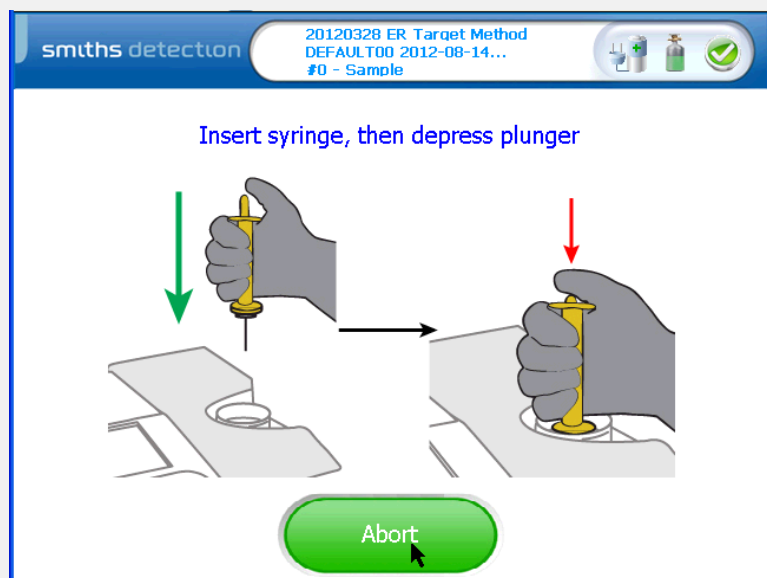 smiths detection
20120328 ER Target Method
DEFAULT00 2012-08-14...
#0 - Sample
Insert syringe, then depress plunger
Abort